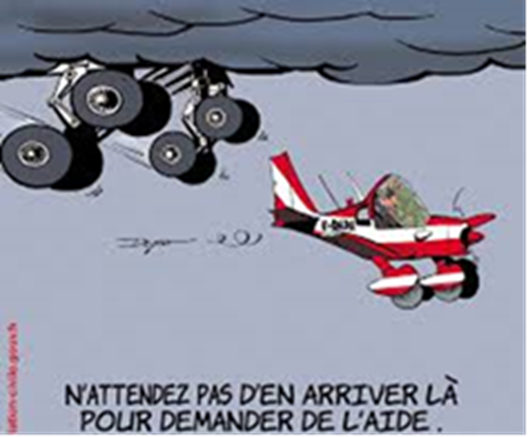 N'ATTENDEZ PAS D'EN ARRIVER LÀ
POUR DEMANDER DE L'AIDE.